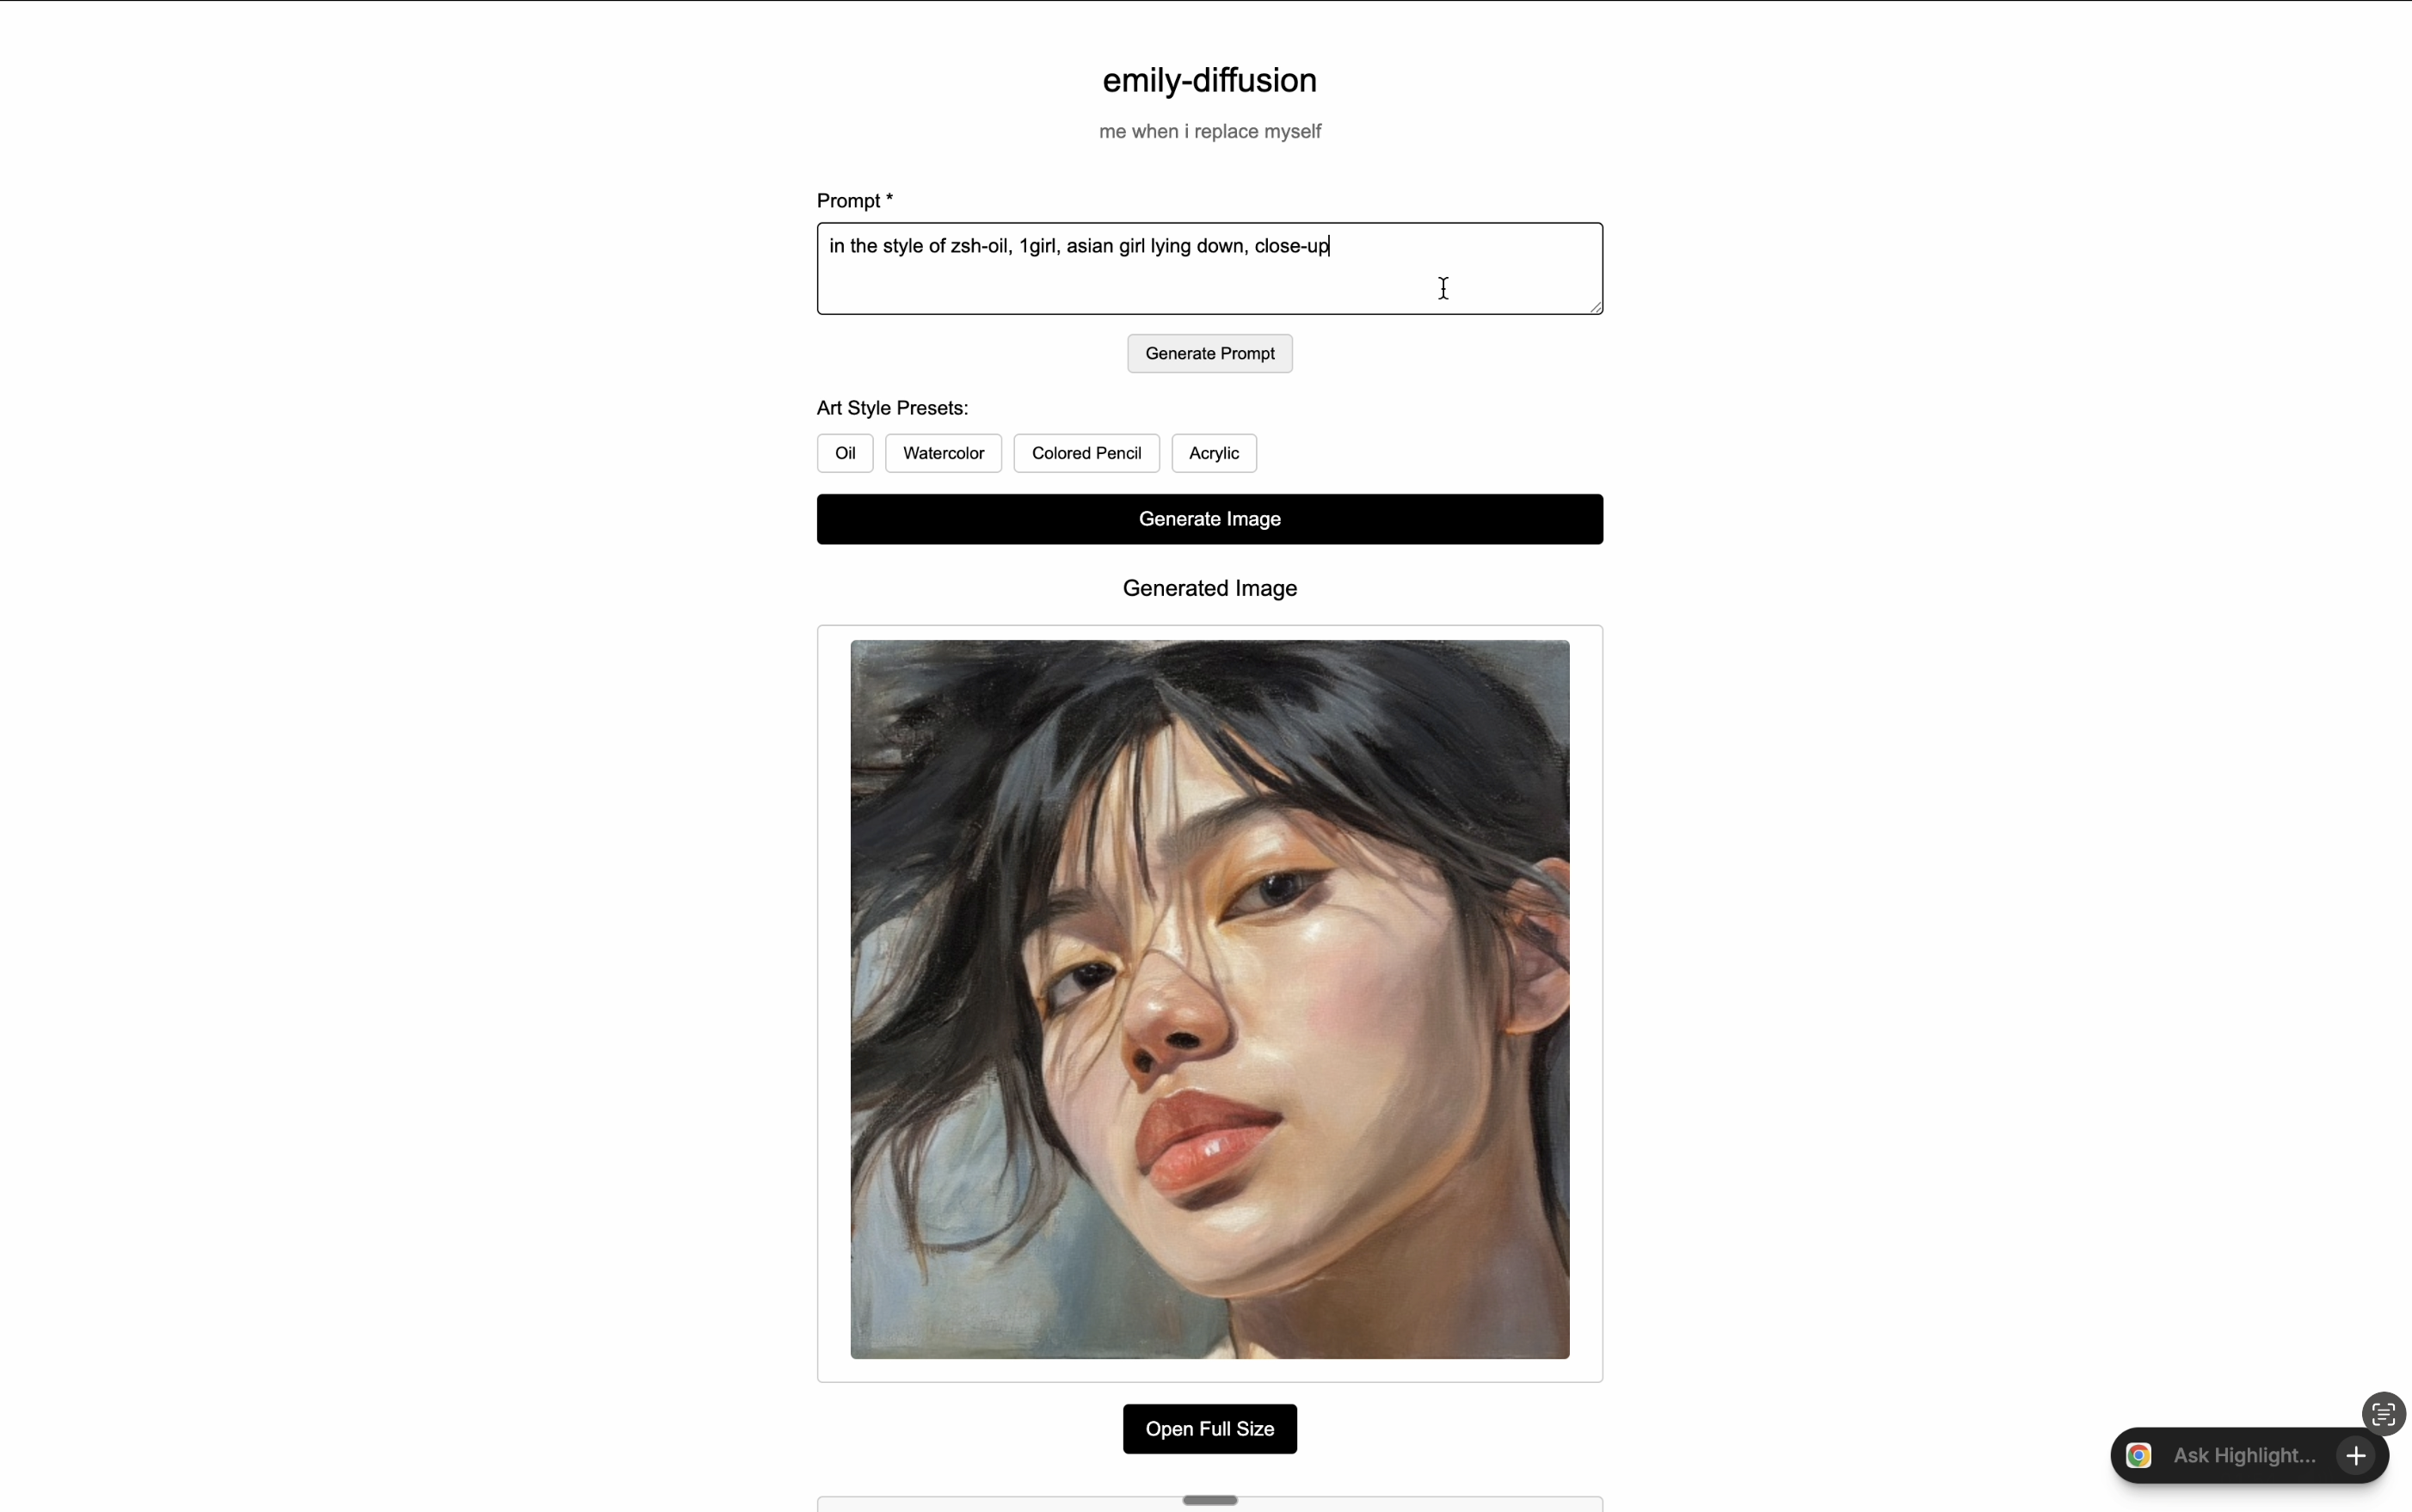 emily-diffusion
me when i replace myself
Prompt *
in the style of zsh-oil, 1girl, asian girl lying down, close-up
Generate Prompt
Art Style Presets:
Oil
Watercolor
Colored Pencil
Acrylic
Generate Image
Generated Image
Open Full Size
Ask Highlight...